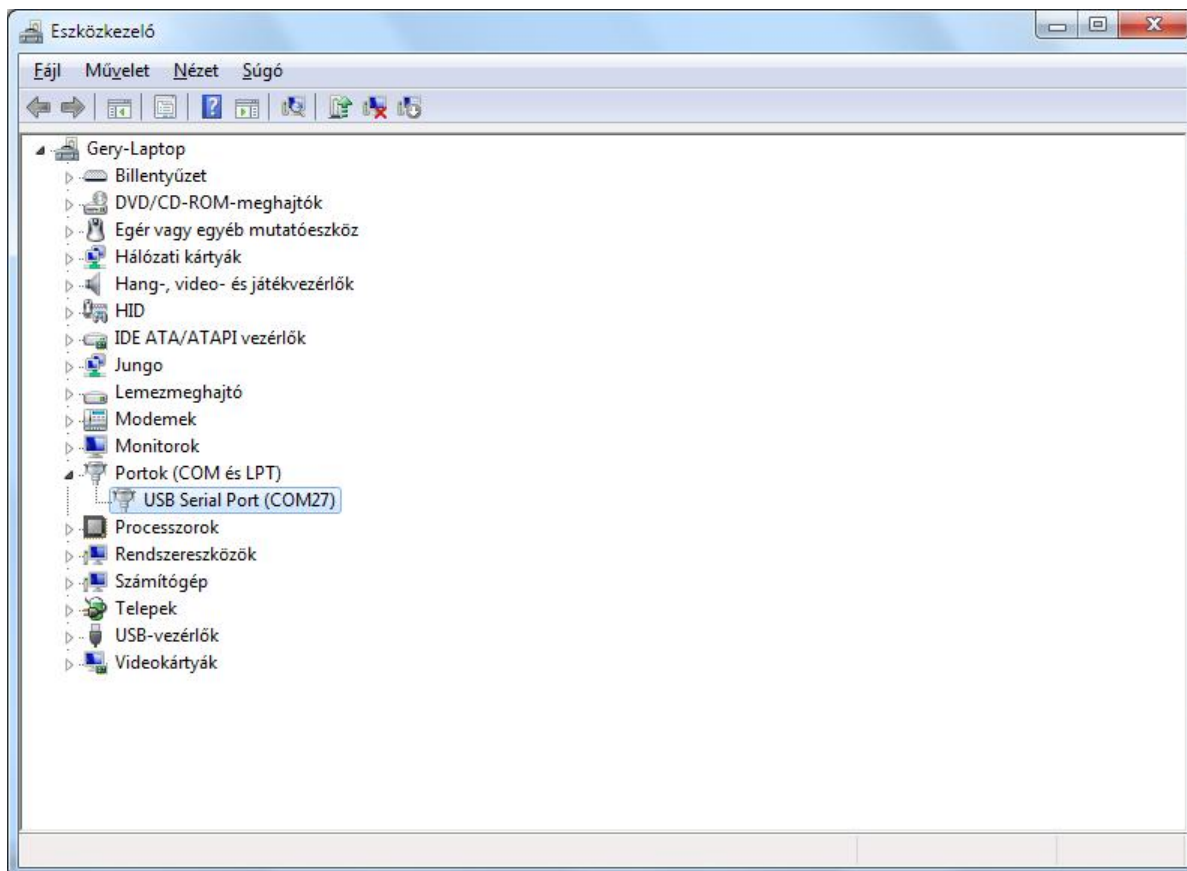 Eszközkezelő
Fájl Művelet Nézet Súgó
Gery-Laptop
Billentyűzet
DVD/CD-ROM-meghajtók
Egér vagy egyéb mutatóeszköz
Hálózati kártyák
Hang-, video- és játékvezérlők
HID
IDE ATA/ATAPI vezérlők
Jungo
Lemezmeghajtó
Modemek
Monitorok
Portok (COM és LPT)
USB Serial Port (COM27)
Processzorok
Rendszereszközök
Számítógép
Telepek
USB-vezérlők
Videokártyák